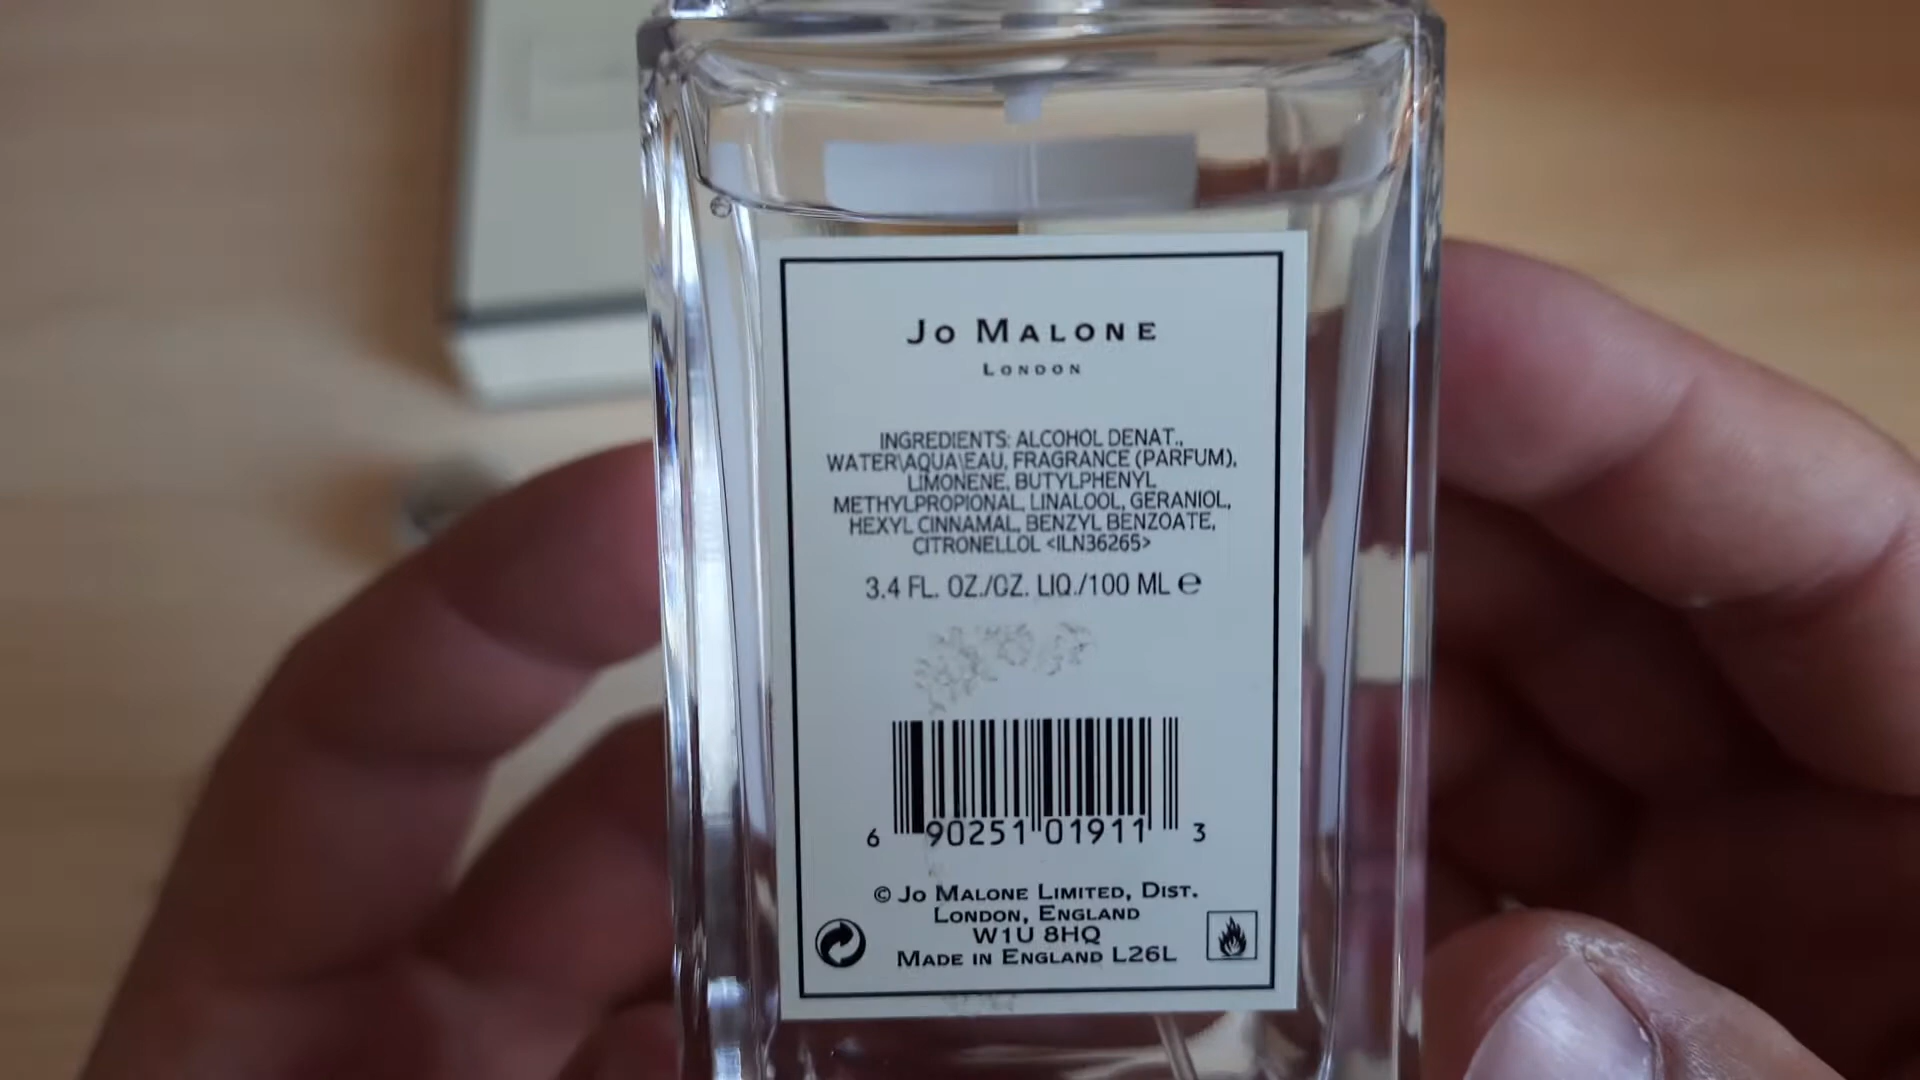 Jo Malone
London
INGREDIENTS: ALCOHOL DENAT.,
WATER\AQUA\EAU, FRAGRANCE (PARFUM),
LIMONENE, BUTYLPHENYL
METHYLPROPIONAL, LINALOOL, GERANIOL,
HEXYL CINNAMAL, BENZYL BENZOATE,
CITRONELLOL <ILN36265>
3.4 FL. OZ./OZ. LIQ./100 ML ℮
6 90251 01911 3
© Jo Malone Limited, Dist.
London, England
W1U 8HQ
Made in England L26L